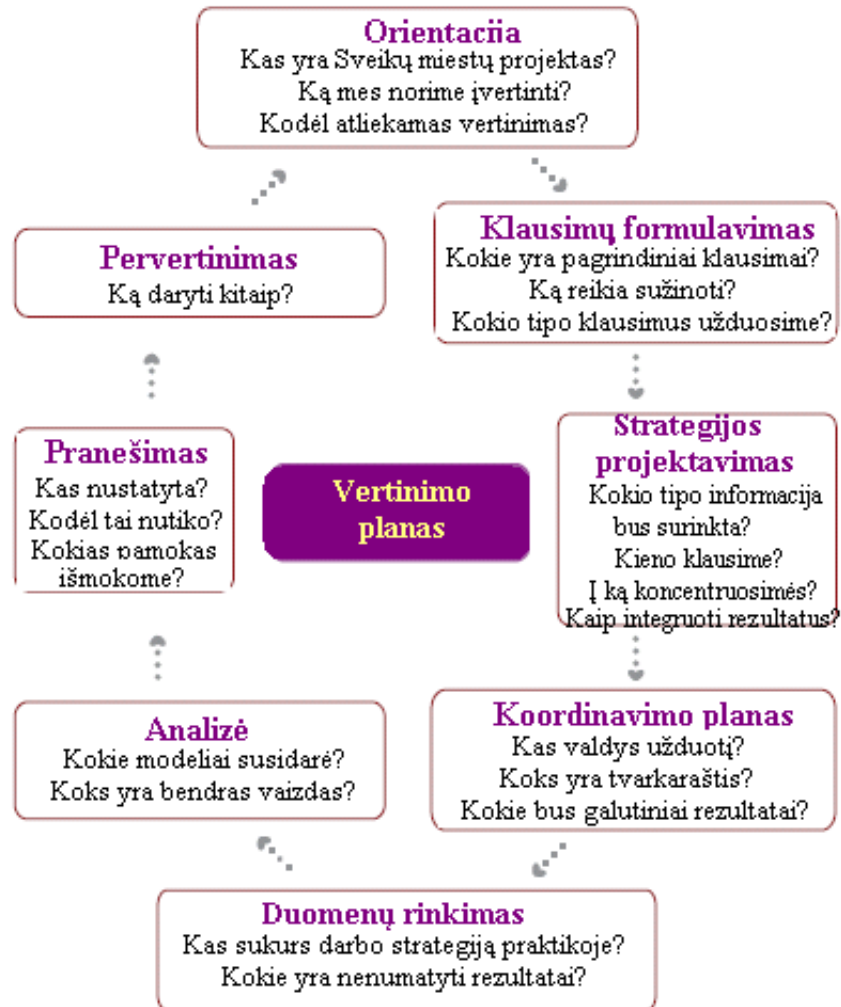 Orientacija
Kas yra Sveikų miestų projektas?
Ką mes norime įvertinti?
Kodėl atliekamas vertinimas?
Klausimų formulavimas
Kokie yra pagrindiniai klausimai?
Ką reikia sužinoti?
Kokio tipo klausimus užduosime?
Strategijos
projektavimas
Kokio tipo informacija
bus surinkta?
Kieno klausime?
Į ką koncentruosimės?
Kaip integruoti rezultatus?
Koordinavimo planas
Kas valdys užduotį?
Koks yra tvarkaraštis?
Kokie bus galutiniai rezultatai?
Duomenų rinkimas
Kas sukurs darbo strategiją praktikoje?
Kokie yra nenumatyti rezultatai?
Analizė
Kokie modeliai susidarė?
Koks yra bendras vaizdas?
Pranešimas
Kas nustatyta?
Kodėl tai nutiko?
Kokias pamokas
išmokome?
Pervertinimas
Ką daryti kitaip?
Vertinimo
planas